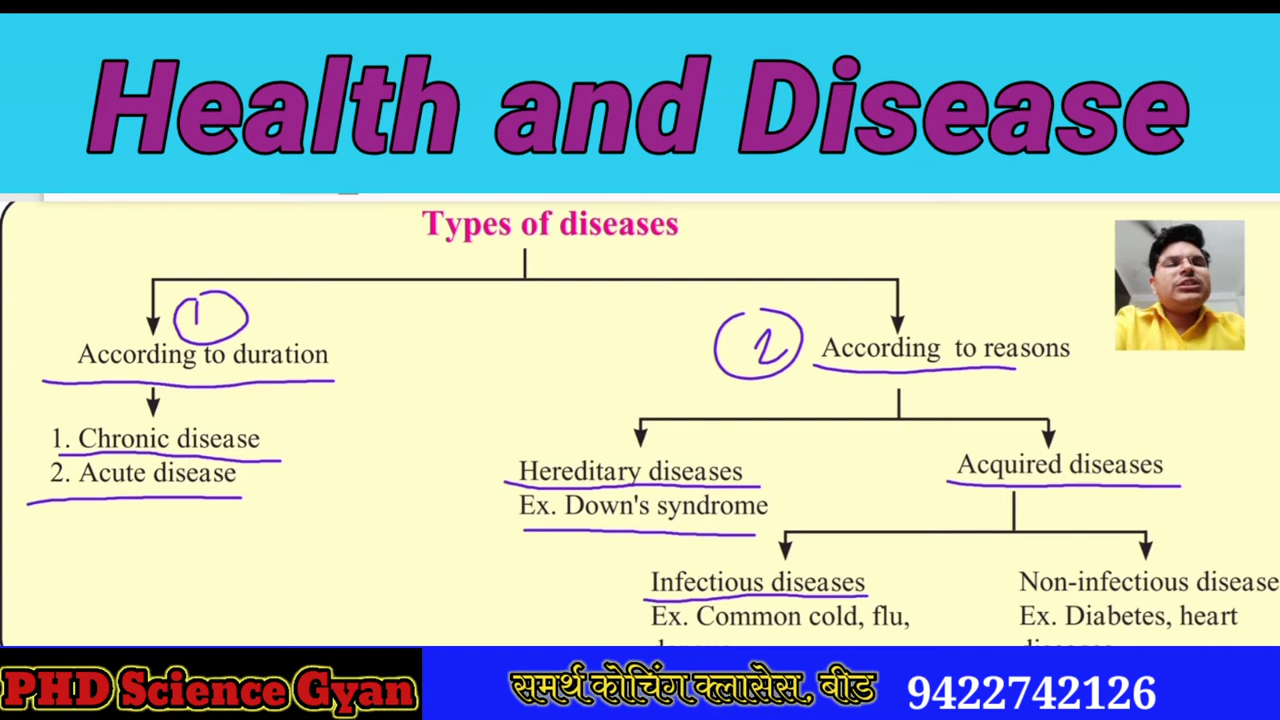 Health and Disease
Types of diseases
1
According to duration
2
According to reasons
1. Chronic disease
2. Acute disease
Hereditary diseases
Ex. Down's syndrome
Acquired diseases
Infectious diseases
Ex. Common cold, flu,
Non-infectious disease
Ex. Diabetes, heart
PHD Science Gyan
समर्थ कोचिंग क्लासेस, बीड
9422742126